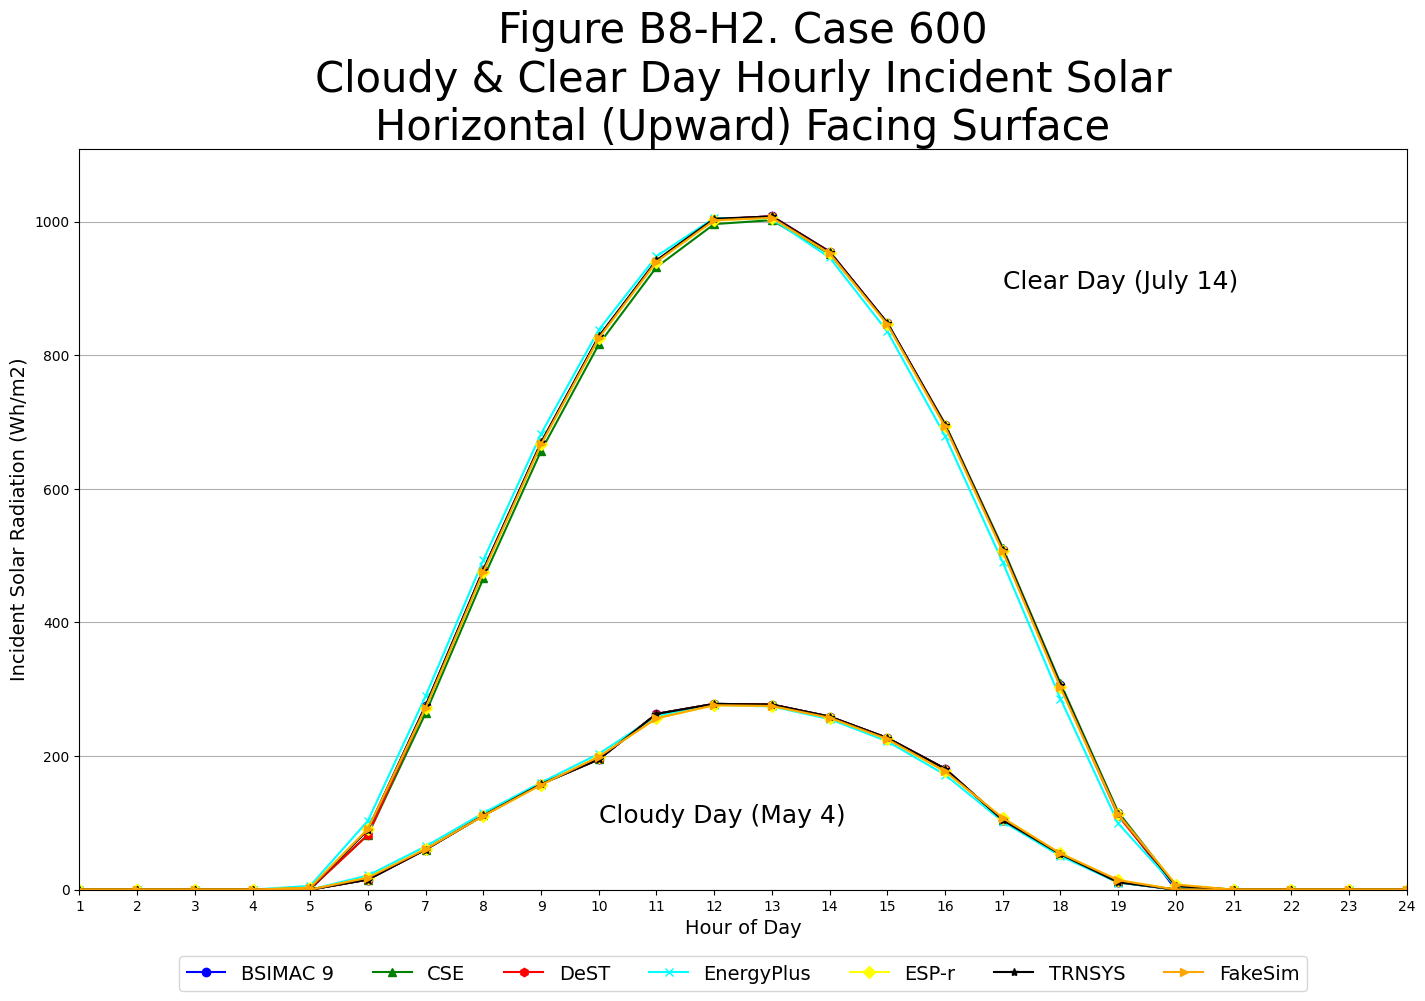 Figure B8-H2. Case 600
Cloudy & Clear Day Hourly Incident Solar
Horizontal (Upward) Facing Surface
Incident Solar Radiation (Wh/m2)
1000
800
600
400
200
0
Clear Day (July 14)
Cloudy Day (May 4)
1 2 3 4 5 6 7 8 9 10 11 12 13 14 15 16 17 18 19 20 21 22 23 24
Hour of Day
BSIMAC 9 CSE DeST EnergyPlus ESP-r TRNSYS FakeSim